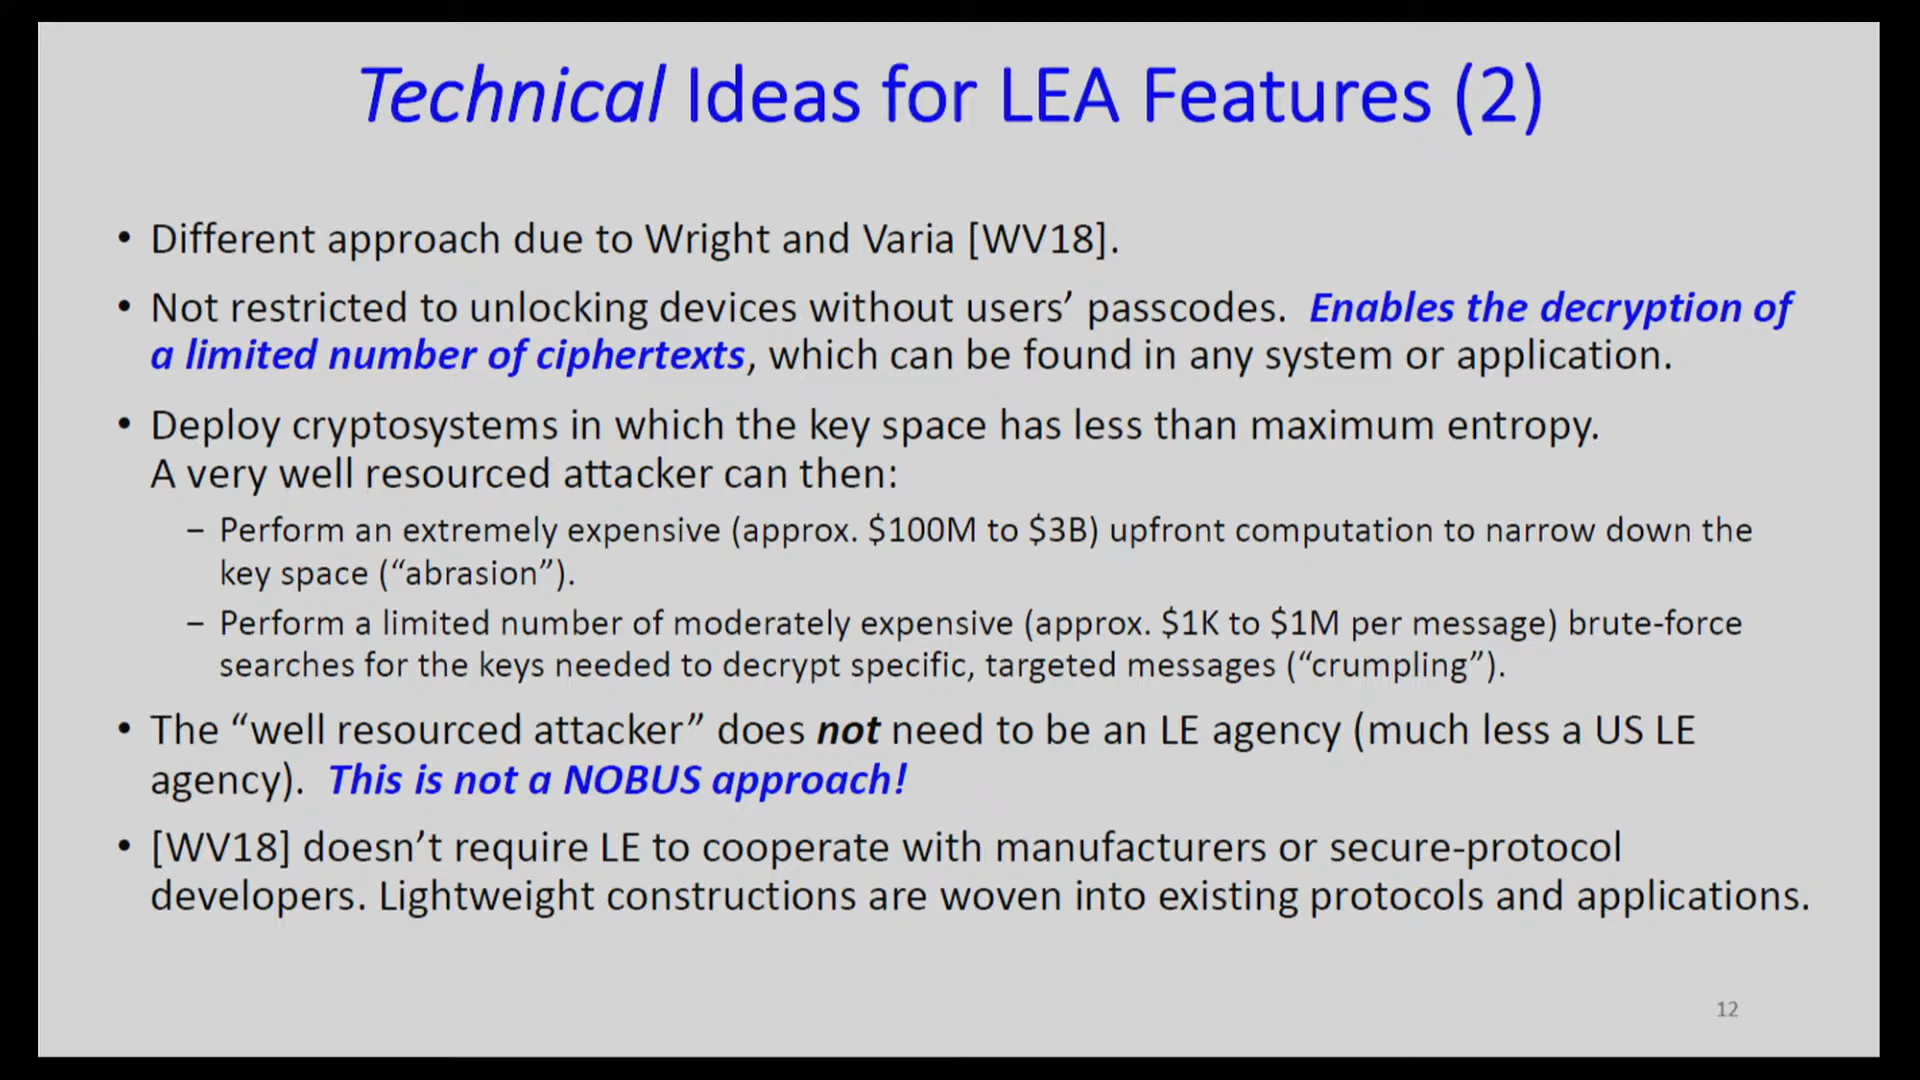 Technical Ideas for LEA Features (2)
• Different approach due to Wright and Varia [WV18].
• Not restricted to unlocking devices without users’ passcodes. Enables the decryption of
a limited number of ciphertexts, which can be found in any system or application.
• Deploy cryptosystems in which the key space has less than maximum entropy.
A very well resourced attacker can then:
– Perform an extremely expensive (approx. $100M to $3B) upfront computation to narrow down the
key space (“abrasion”).
– Perform a limited number of moderately expensive (approx. $1K to $1M per message) brute-force
searches for the keys needed to decrypt specific, targeted messages (“crumpling”).
• The “well resourced attacker” does not need to be an LE agency (much less a US LE
agency). This is not a NOBUS approach!
• [WV18] doesn’t require LE to cooperate with manufacturers or secure-protocol
developers. Lightweight constructions are woven into existing protocols and applications.
12